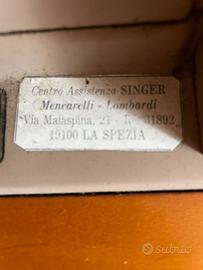 Centro Assistenza SINGER
Mencarelli - Lombardi
Via Malaspina, 21 - 31892
19100 LA SPEZIA
subito